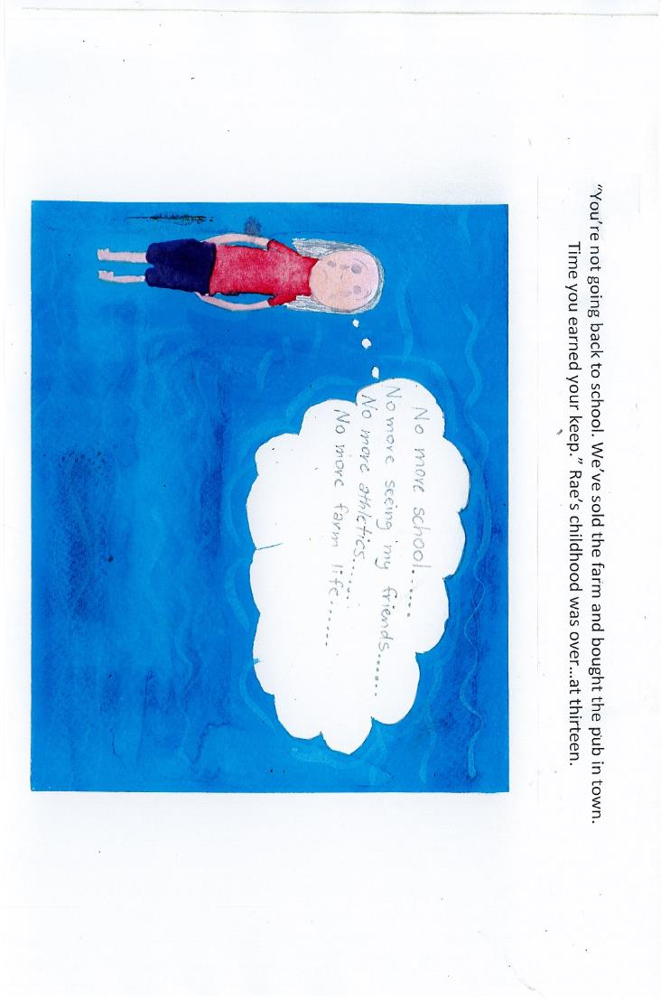 "You're not going back to school. We've sold the farm and bought the pub in town.
Time you earned your keep." Rae's childhood was over...at thirteen.
No more school......
No more seeing my friends.......
No more athletics......
No more farm life......